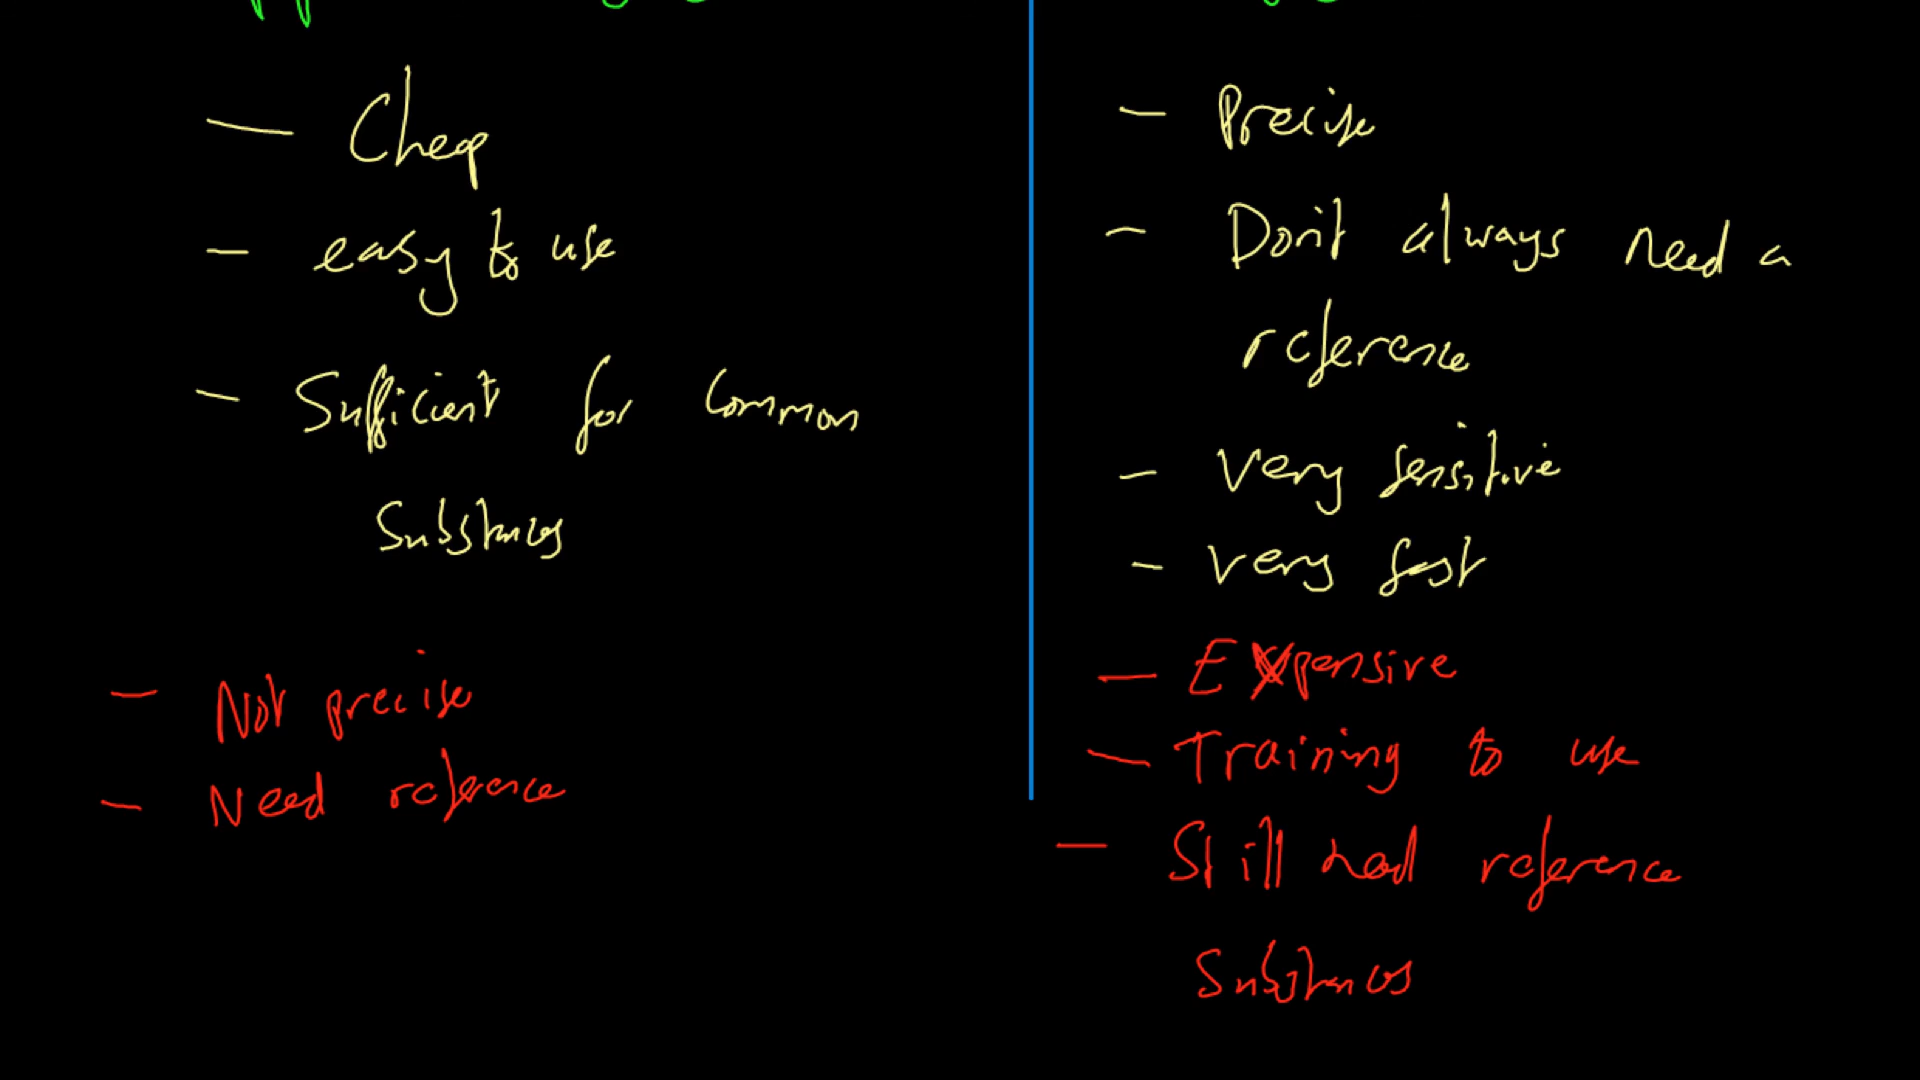 - Cheap
- easy to use
- Sufficient for common
substances
- Not precise
- Need reference
- Precise
- Don't always need a
reference
- Very sensitive
- Very fast
- Expensive
- Training to use
- Still need reference
substances